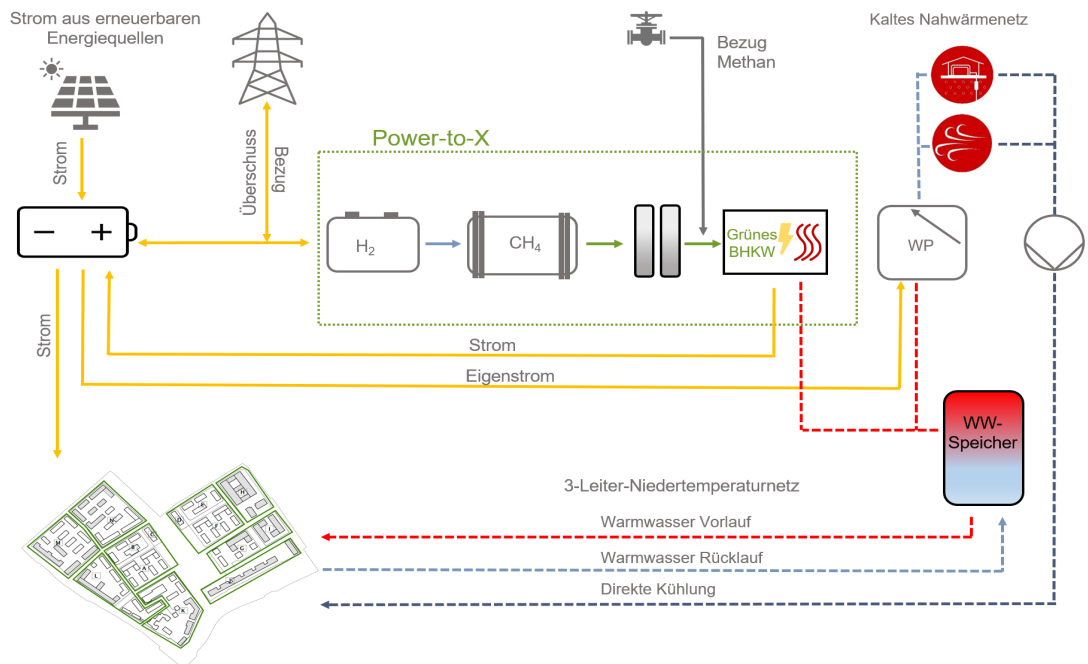 Strom aus erneuerbaren
Energiequellen
Bezug
Methan
Kaltes Nahwärmenetz
Strom
Überschuss
Bezug
Power-to-X
H2
CH4
Grünes
BHKW
WP
Strom
Strom
Eigenstrom
WW-
Speicher
3-Leiter-Niedertemperaturnetz
Warmwasser Vorlauf
Warmwasser Rücklauf
Direkte Kühlung